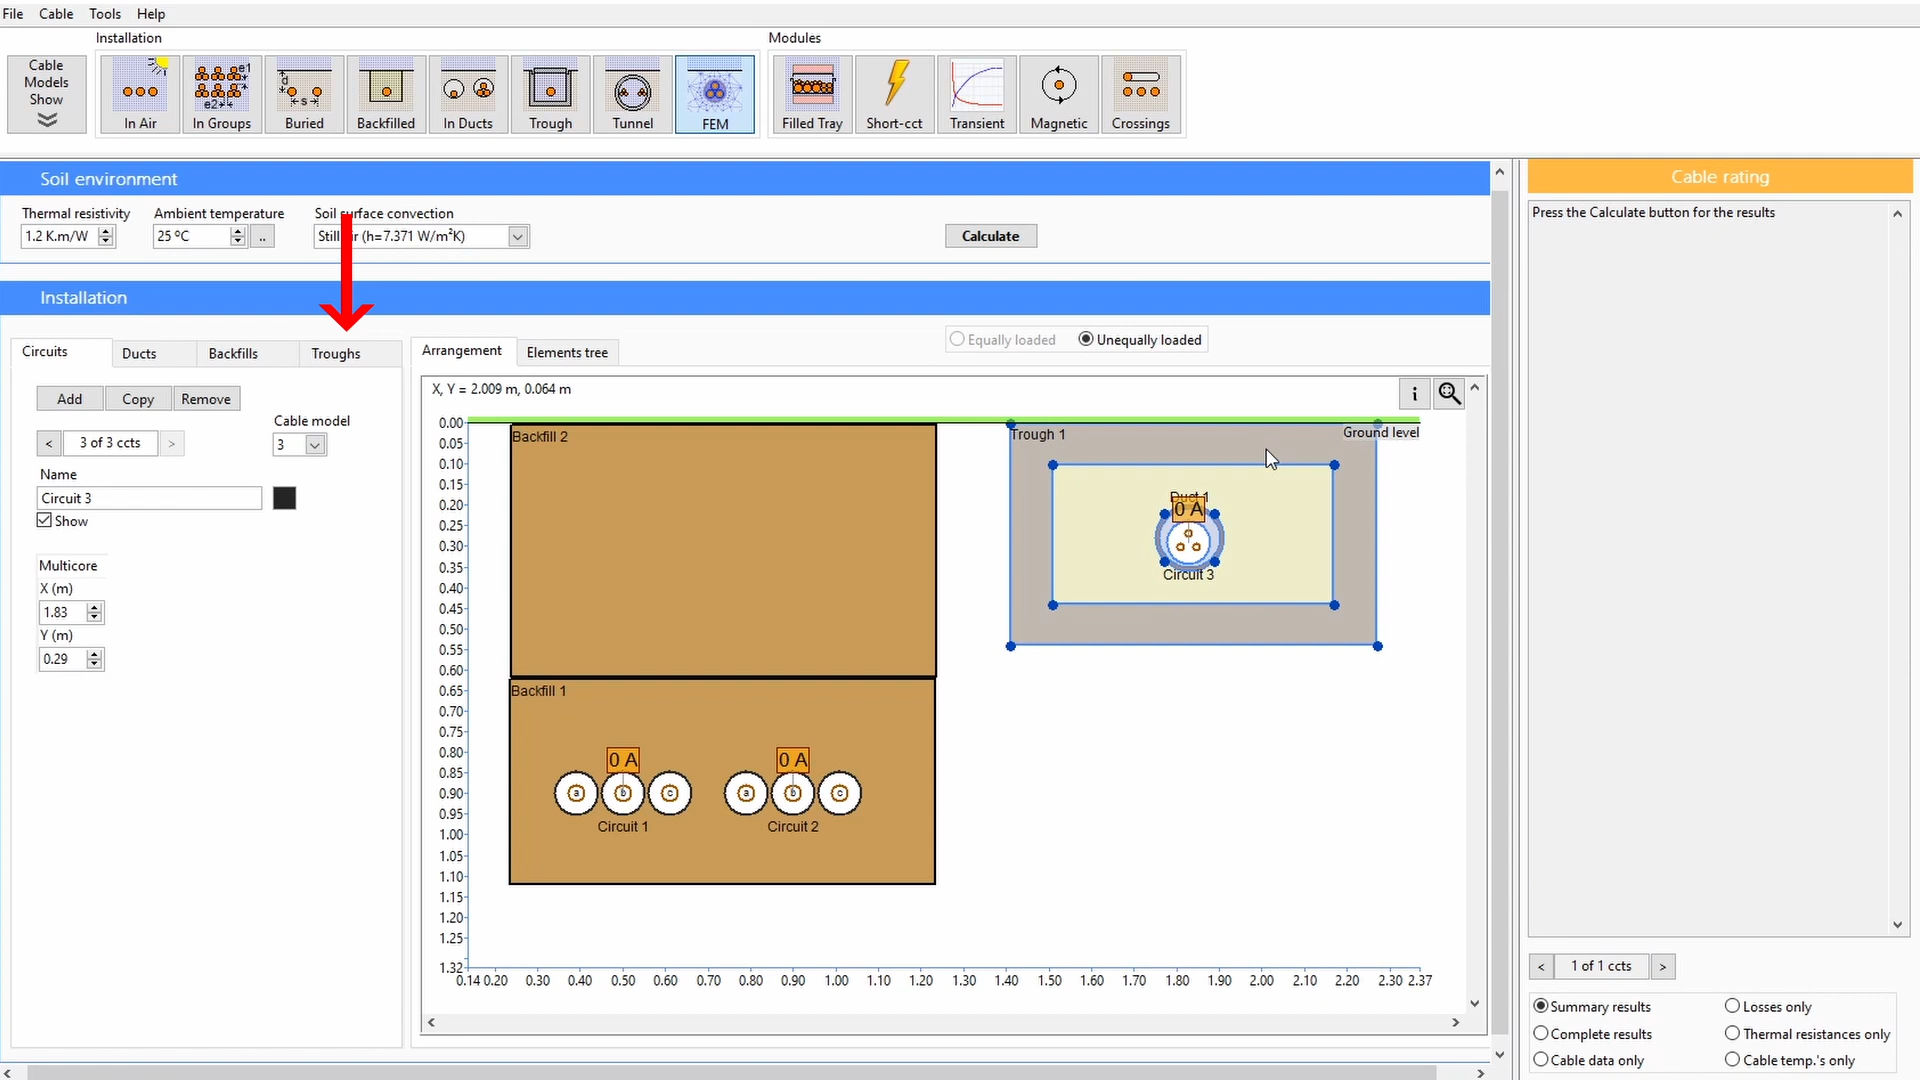 File Cable Tools Help
Installation
Modules
Cable
Models
Show
In Air
e1
e2
In Groups
d
s
Buried
Backfilled
In Ducts
Trough
Tunnel
FEM
Filled Tray
Short-cct
Transient
Magnetic
Crossings
Soil environment
Cable rating
Thermal resistivity
1.2 K.m/W
Ambient temperature
25 ºC
..
Soil surface convection
Still air (h=7.371 W/m²K)
Calculate
Press the Calculate button for the results
Installation
Circuits
Ducts
Backfills
Troughs
Arrangement
Elements tree
Equally loaded
Unequally loaded
Add
Copy
Remove
Cable model
3
<
3 of 3 ccts
>
Name
Circuit 3
Show
Multicore
X (m)
1.83
Y (m)
0.29
X, Y = 2.009 m, 0.064 m
i
0.00
0.05
0.10
0.15
0.20
0.25
0.30
0.35
0.40
0.45
0.50
0.55
0.60
0.65
0.70
0.75
0.80
0.85
0.90
0.95
1.00
1.05
1.10
1.15
1.20
1.25
1.32
Backfill 2
Trough 1
Ground level
Duct 1
0 A
Circuit 3
Backfill 1
0 A
0 A
a b c
a b c
Circuit 1
Circuit 2
0.14 0.20 0.30 0.40 0.50 0.60 0.70 0.80 0.90 1.00 1.10 1.20 1.30 1.40 1.50 1.60 1.70 1.80 1.90 2.00 2.10 2.20 2.30 2.37
<
1 of 1 ccts
>
Summary results
Losses only
Complete results
Thermal resistances only
Cable data only
Cable temp.'s only